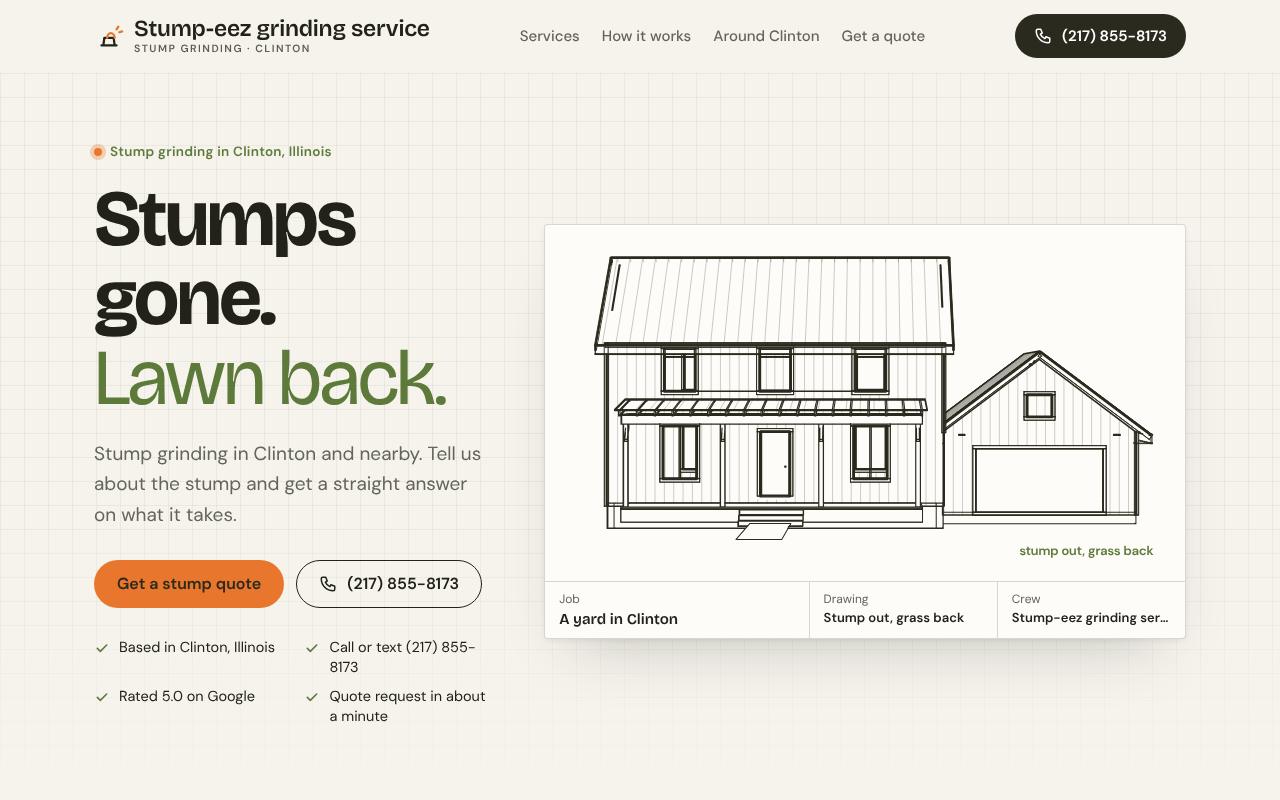 Stump-eez grinding service
STUMP GRINDING · CLINTON
Services
How it works
Around Clinton
Get a quote
(217) 855-8173
Stump grinding in Clinton, Illinois
Stumps
gone.
Lawn back.
Stump grinding in Clinton and nearby. Tell us
about the stump and get a straight answer
on what it takes.
Get a stump quote
(217) 855-8173
Based in Clinton, Illinois
Call or text (217) 855-
8173
Rated 5.0 on Google
Quote request in about
a minute
stump out, grass back
Job
A yard in Clinton
Drawing
Stump out, grass back
Crew
Stump-eez grinding ser...